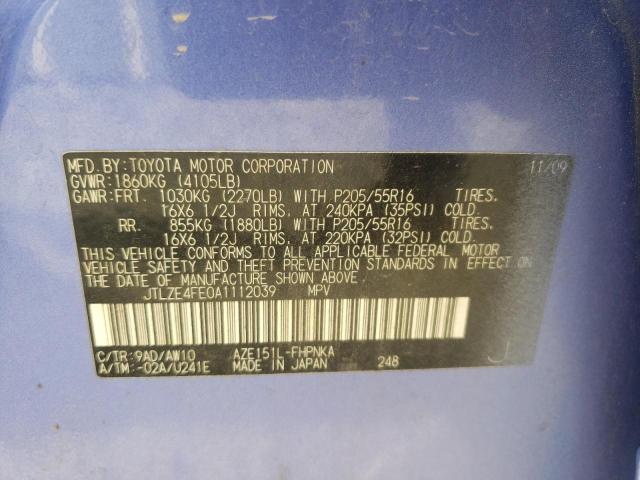 MFD. BY: TOYOTA MOTOR CORPORATION 11/09
GVWR: 1860KG (4105LB)
GAWR: FRT. 1030KG (2270LB) WITH P205/55R16 TIRES.
16X6 1/2J RIMS. AT 240KPA (35PSI) COLD.
RR. 855KG (1880LB) WITH P205/55R16 TIRES.
16X6 1/2J RIMS. AT 220KPA (32PSI) COLD.
THIS VEHICLE CONFORMS TO ALL APPLICABLE FEDERAL MOTOR
VEHICLE SAFETY AND THEFT PREVENTION STANDARDS IN EFFECT ON
THE DATE OF MANUFACTURE SHOWN ABOVE.
JTLZE4FE0A1112039 MPV
C/TR: 9AD/AW10 AZE151L-FHPNKA
A/TM: -02A/U241E MADE IN JAPAN 248 J